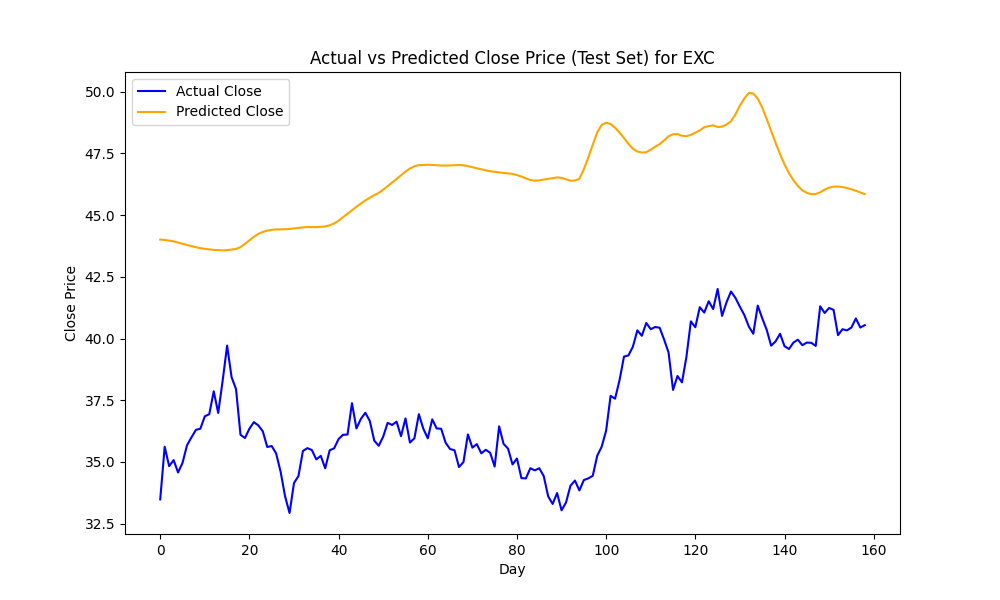 Actual vs Predicted Close Price (Test Set) for EXC
Actual Close
Predicted Close
50.0
47.5
45.0
42.5
40.0
37.5
35.0
32.5
Close Price
0 20 40 60 80 100 120 140 160
Day